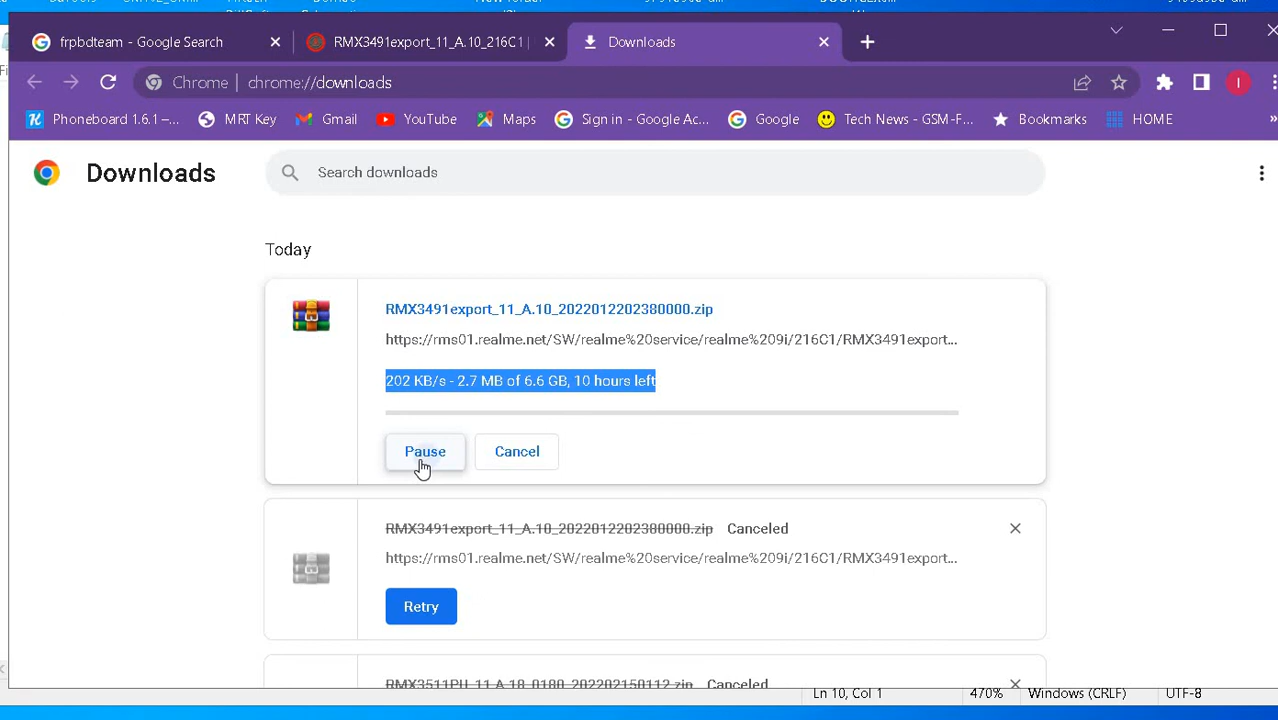 frpbdteam - Google Search
RMX3491export_11_A.10_216C1 |
Downloads
Chrome | chrome://downloads
I
Phoneboard 1.6.1 –...
MRT Key
Gmail
YouTube
Maps
Sign in - Google Ac...
Google
Tech News - GSM-F...
Bookmarks
HOME
»
Downloads
Search downloads
Today
RMX3491export_11_A.10_2022012202380000.zip
https://rms01.realme.net/SW/realme%20service/realme%209i/216C1/RMX3491export...
202 KB/s - 2.7 MB of 6.6 GB, 10 hours left
Pause
Cancel
RMX3491export_11_A.10_2022012202380000.zip Canceled
https://rms01.realme.net/SW/realme%20service/realme%209i/216C1/RMX3491export...
Retry
RMX3511PU_11.A.18_0180_202202150112.zip Canceled
Ln 10, Col 1
470%
Windows (CRLF)
UTF-8